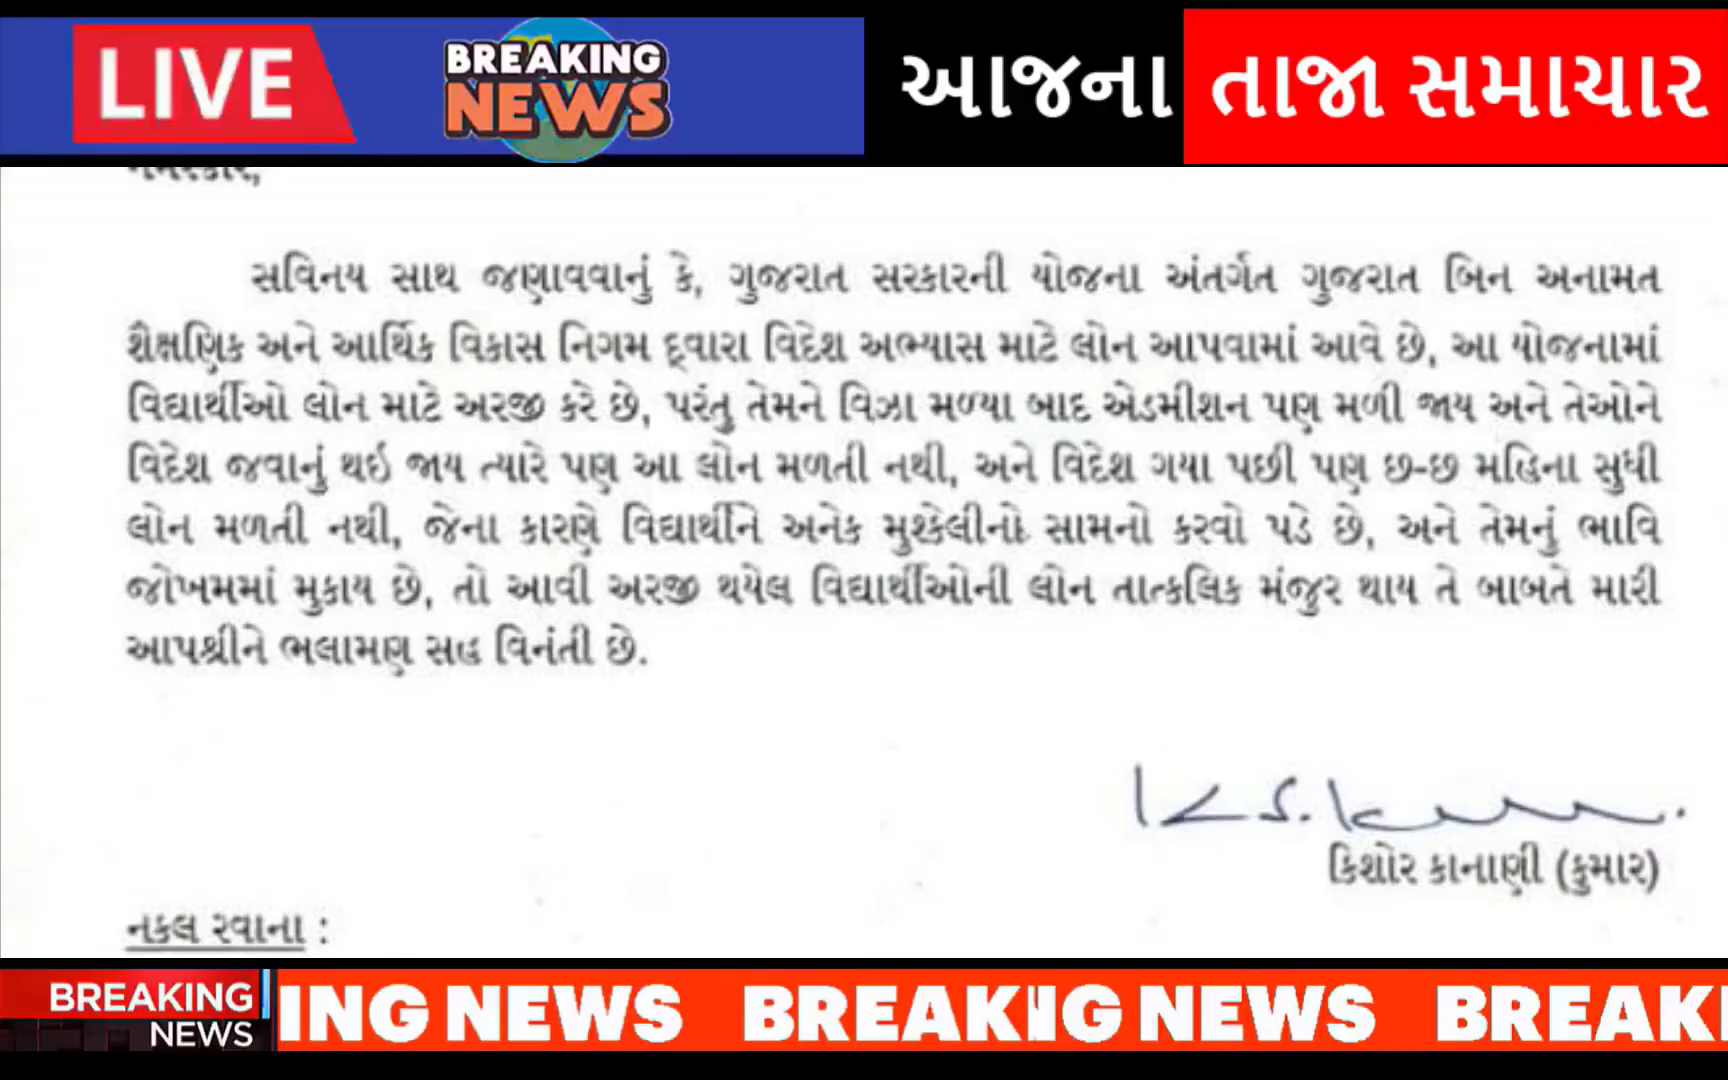 LIVE
BREAKING
NEWS
આજના તાજા સમાચાર
નમસ્કાર,
સવિનય સાથ જણાવવાનું કે, ગુજરાત સરકારની યોજના અંતર્ગત ગુજરાત બિન અનામત
શૈક્ષણિક અને આર્થિક વિકાસ નિગમ દ્વારા વિદેશ અભ્યાસ માટે લોન આપવામાં આવે છે, આ યોજનામાં
વિદ્યાર્થીઓ લોન માટે અરજી કરે છે, પરંતુ તેમને વિઝા મળ્યા બાદ એડમીશન પણ મળી જાય અને તેઓને
વિદેશ જવાનું થઇ જાય ત્યારે પણ આ લોન મળતી નથી, અને વિદેશ ગયા પછી પણ છ-છ મહિના સુધી
લોન મળતી નથી, જેના કારણે વિદ્યાર્થીને અનેક મુશ્કેલીનો સામનો કરવો પડે છે, અને તેમનું ભાવિ
જોખમમાં મુકાય છે, તો આવી અરજી થયેલ વિદ્યાર્થીઓની લોન તાત્કલિક મંજુર થાય તે બાબતે મારી
આપશ્રીને ભલામણ સહ વિનંતી છે.
K.S.
કિશોર કાનાણી (કુમાર)
નકલ રવાના :
BREAKING
NEWS
ING NEWS BREAKING NEWS BREAK